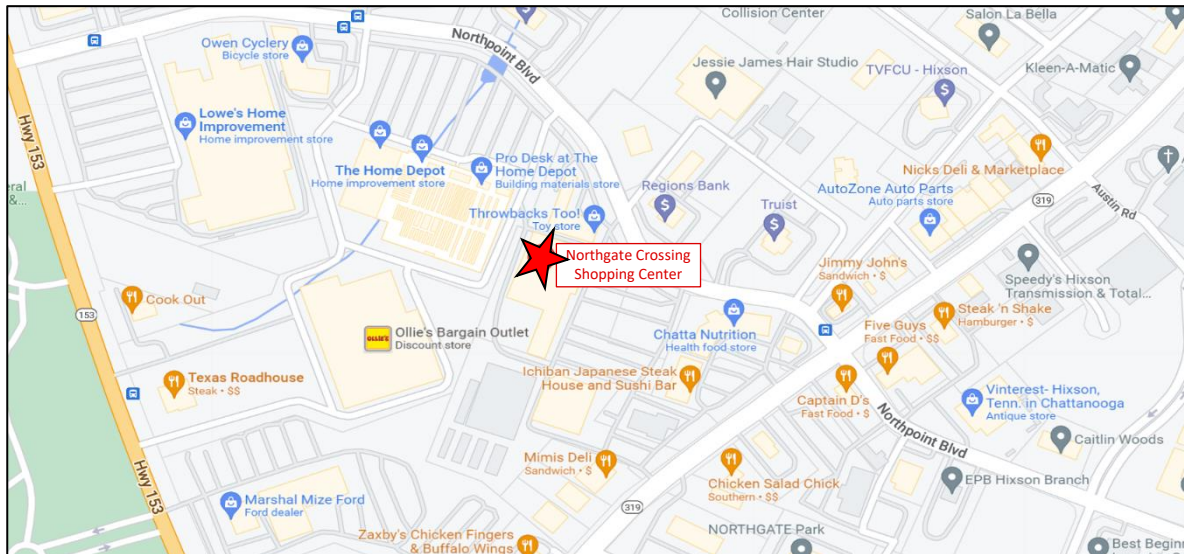 Collision Center
Salon La Bella
Owen Cyclery
Bicycle store
Northpoint Blvd
Jessie James Hair Studio
TVFCU - Hixson
Kleen-A-Matic
Hwy 153
Lowe's Home
Improvement
Home improvement store
The Home Depot
Home improvement store
Pro Desk at The
Home Depot
Building materials store
Nicks Deli & Marketplace
Regions Bank
Truist
AutoZone Auto Parts
Auto parts store
319
Austin Rd
Throwbacks Too!
Toy store
Northgate Crossing
Shopping Center
Jimmy John's
Sandwich • $
Speedy's Hixson
Transmission & Total...
Cook Out
153
Ollie's Bargain Outlet
Discount store
OLLIE'S
Chatta Nutrition
Health food store
Five Guys
Fast Food • $$
Steak 'n Shake
Hamburger • $
Texas Roadhouse
Steak • $$
Ichiban Japanese Steak
House and Sushi Bar
Captain D's
Fast Food • $
Vinterest- Hixson,
Tenn. in Chattanooga
Antique store
Northpoint Blvd
Caitlin Woods
Mimis Deli
Sandwich • $
Chicken Salad Chick
Southern • $$
EPB Hixson Branch
Marshal Mize Ford
Ford dealer
Hwy 153
319
Zaxby's Chicken Fingers
& Buffalo Wings
NORTHGATE Park
Best Beginn